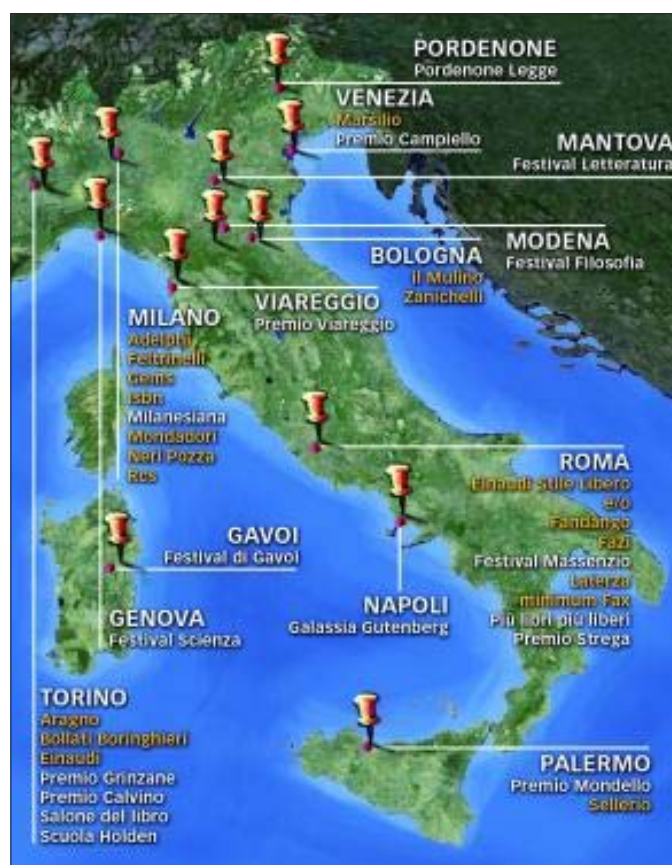 PORDENONE
Pordenone Legge
VENEZIA
Marsilio
Premio Campiello
MANTOVA
Festival Letteratura
MODENA
Festival Filosofia
BOLOGNA
il Mulino
Zanichelli
VIAREGGIO
Premio Viareggio
MILANO
Adelphi
Feltrinelli
Gems
isbn
Milanesiana
Mondadori
Neri Pozza
Rcs
ROMA
Einaudi Stile Libero
e/o
Fandango
Fazi
Festival Massenzio
Laterza
minimum Fax
Più libri più liberi
Premio Strega
GAVOI
Festival di Gavoi
NAPOLI
Galassia Gutenberg
GENOVA
Festival Scienza
TORINO
Aragno
Bollati Boringhieri
Einaudi
Premio Grinzane
Premio Calvino
Salone del libro
Scuola Holden
PALERMO
Premio Mondello
Sellerio